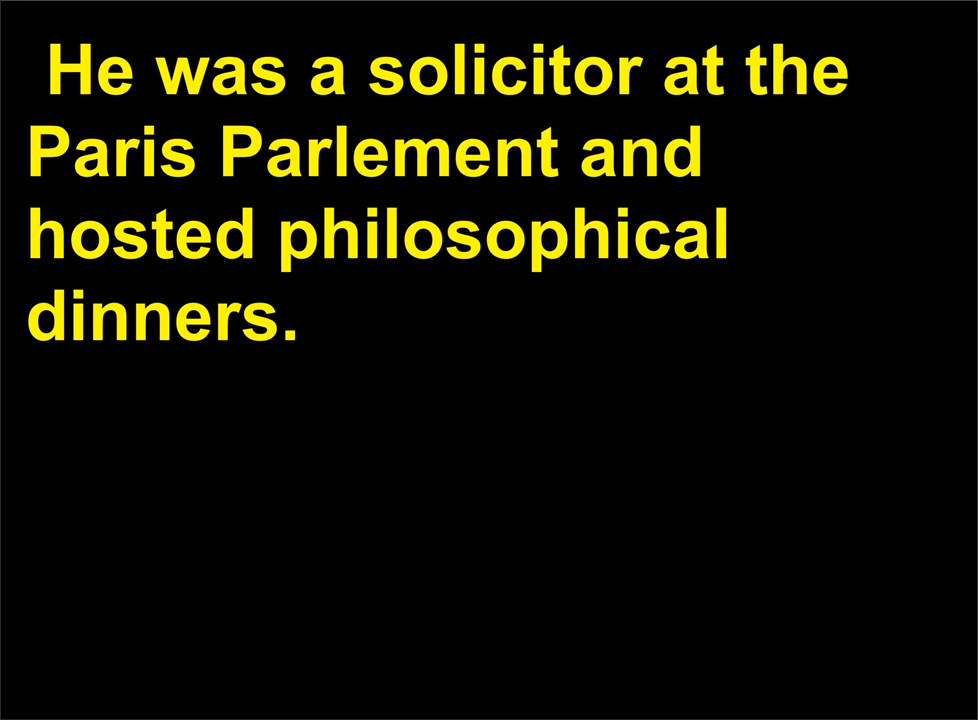 He was a solicitor at the
Paris Parlement and
hosted philosophical
dinners.